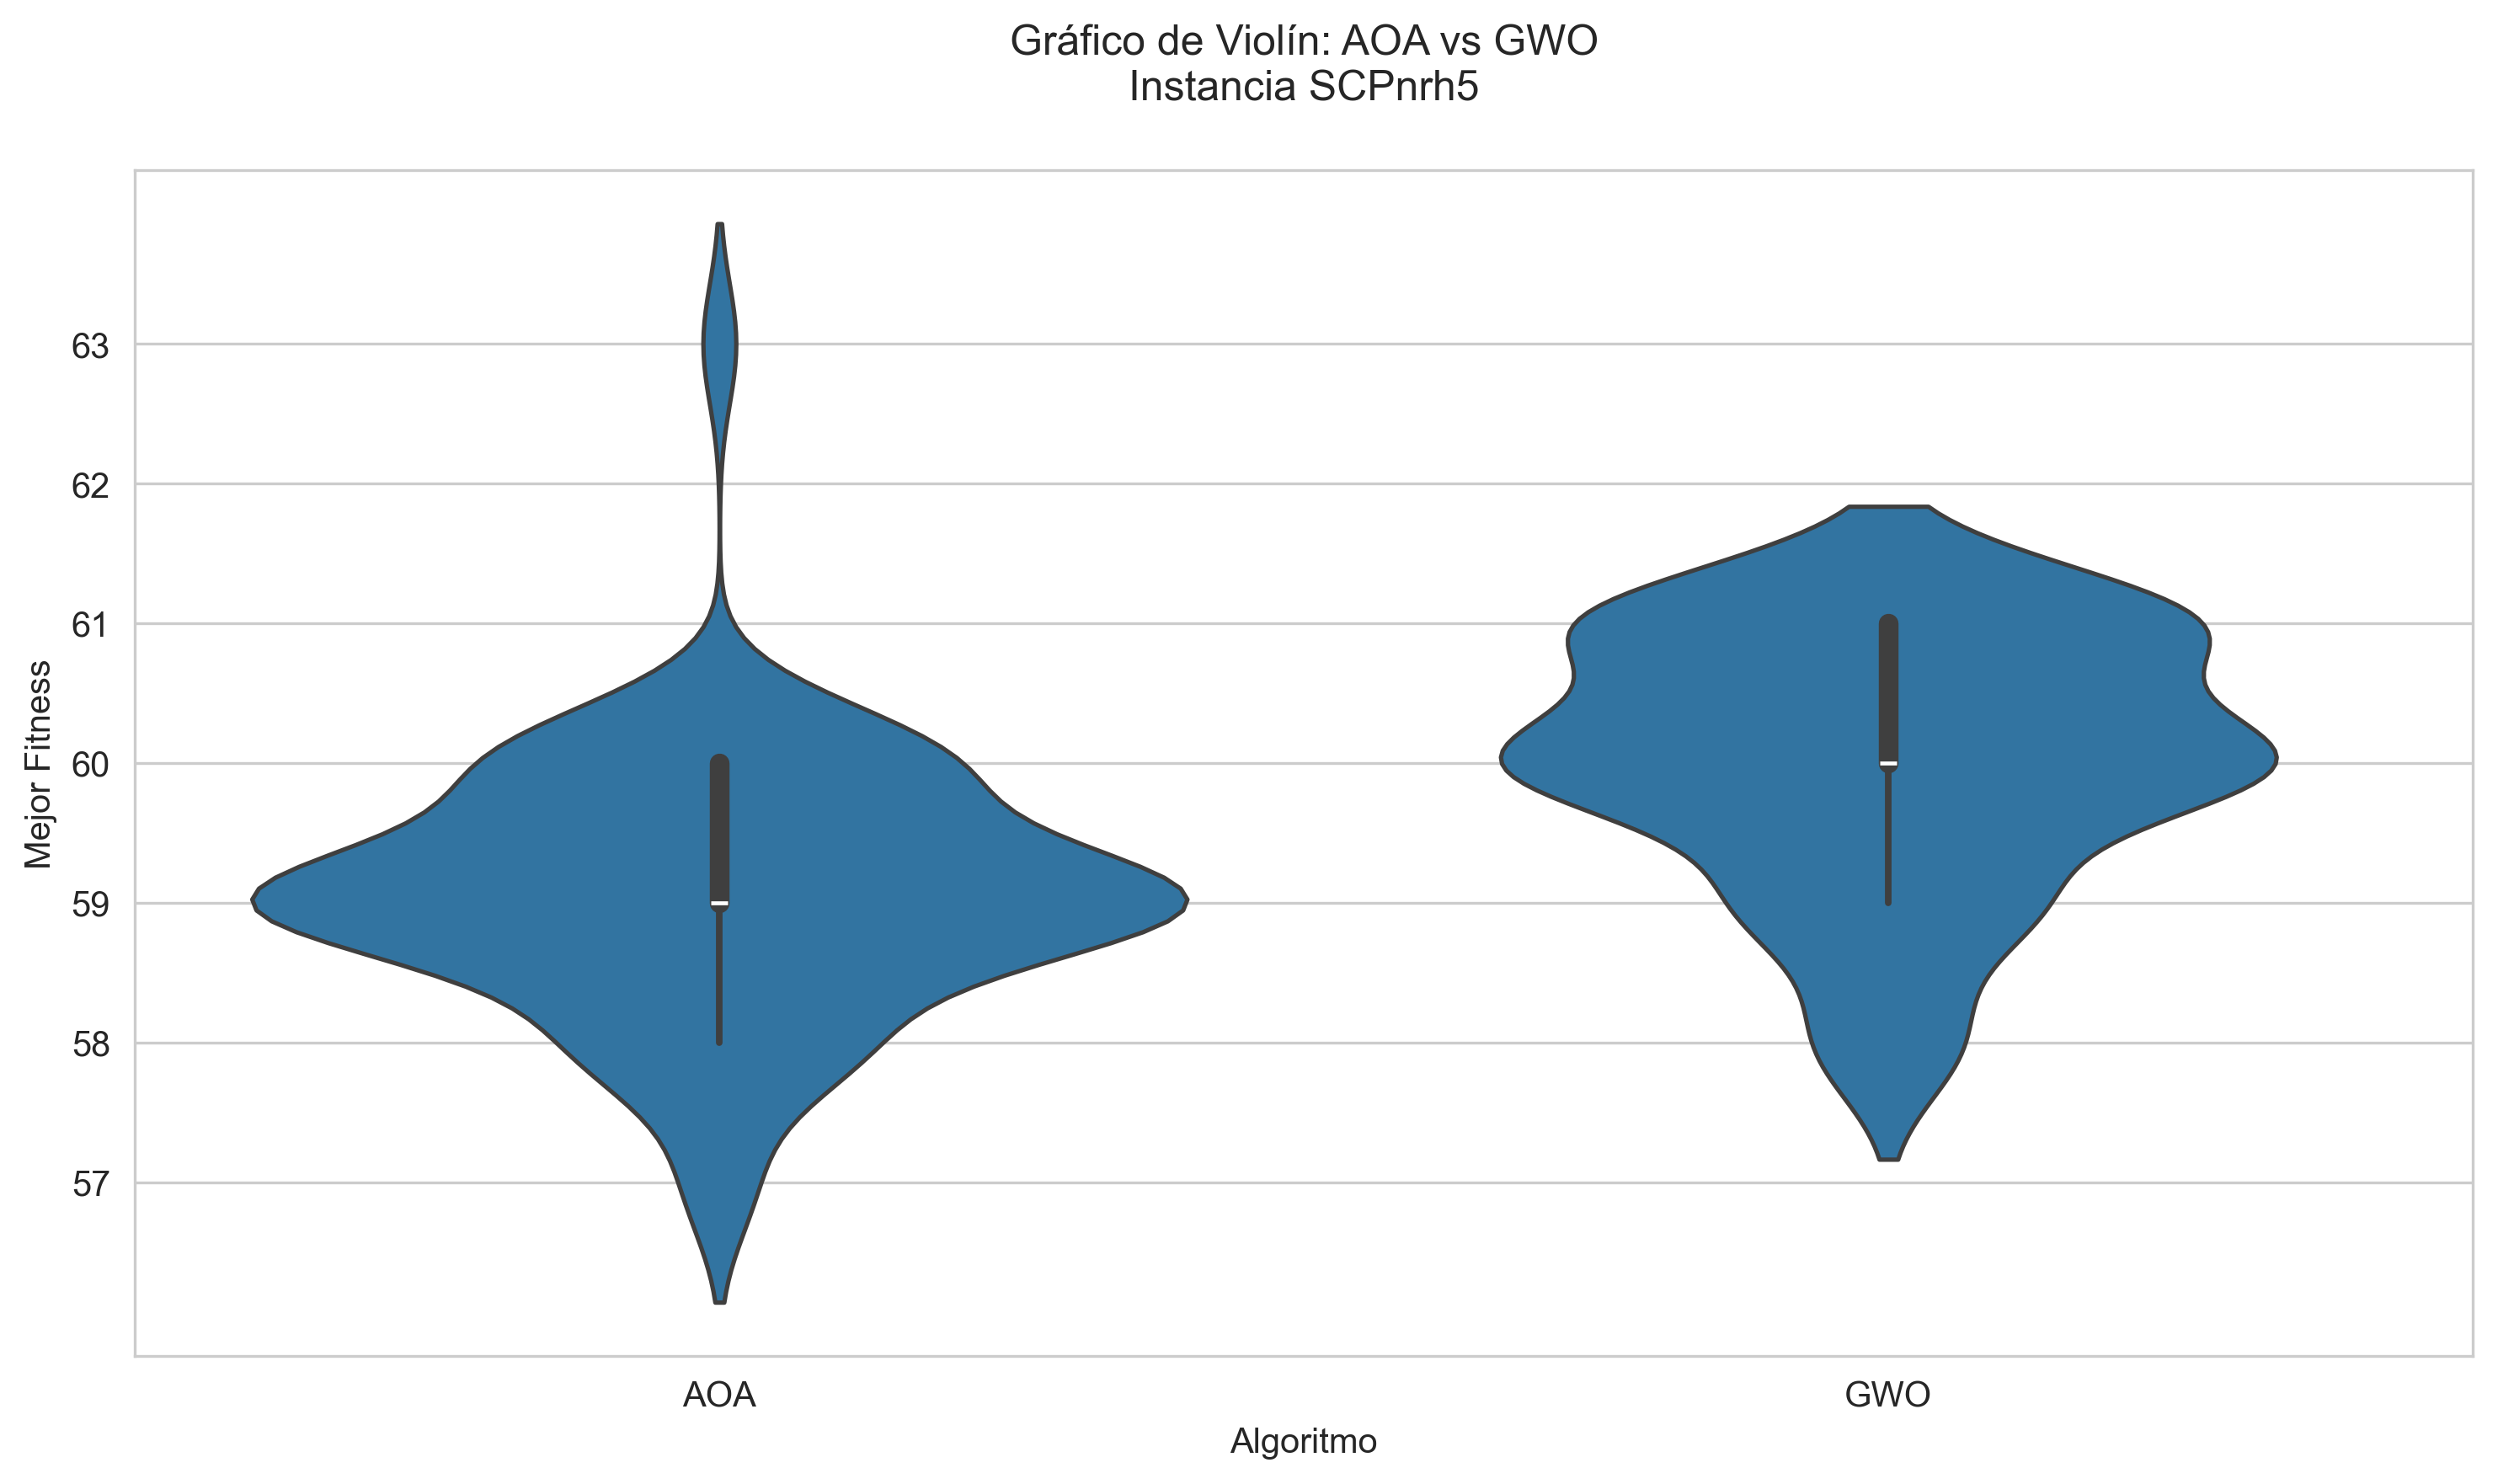 Gráfico de Violín: AOA vs GWO
Instancia SCPnrh5
Mejor Fitness
63
62
61
60
59
58
57
AOA
GWO
Algoritmo